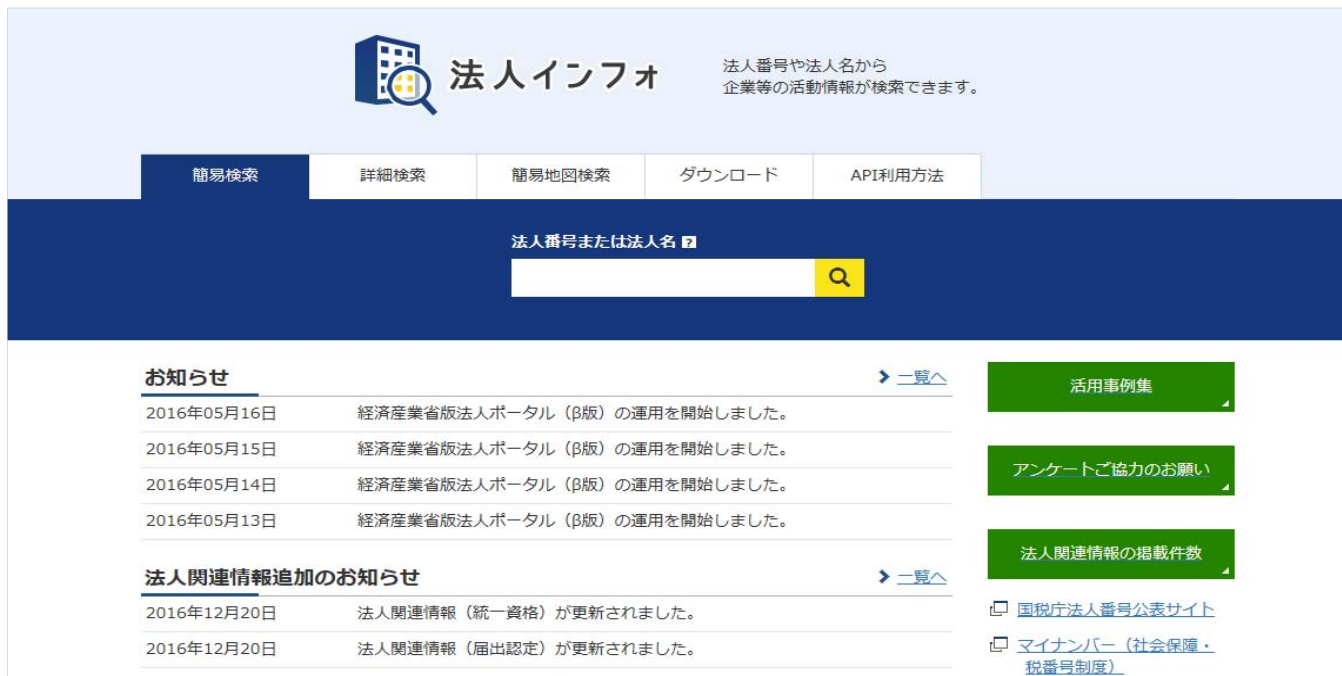 法人インフォ
法人番号や法人名から
企業等の活動情報が検索できます。
簡易検索
詳細検索
簡易地図検索
ダウンロード
API利用方法
法人番号または法人名 ?
お知らせ
一覧へ
2016年05月16日 経済産業省版法人ポータル（β版）の運用を開始しました。
2016年05月15日 経済産業省版法人ポータル（β版）の運用を開始しました。
2016年05月14日 経済産業省版法人ポータル（β版）の運用を開始しました。
2016年05月13日 経済産業省版法人ポータル（β版）の運用を開始しました。
法人関連情報追加のお知らせ
一覧へ
2016年12月20日 法人関連情報（統一資格）が更新されました。
2016年12月20日 法人関連情報（届出認定）が更新されました。
活用事例集
アンケートご協力のお願い
法人関連情報の掲載件数
国税庁法人番号公表サイト
マイナンバー（社会保障・
税番号制度）